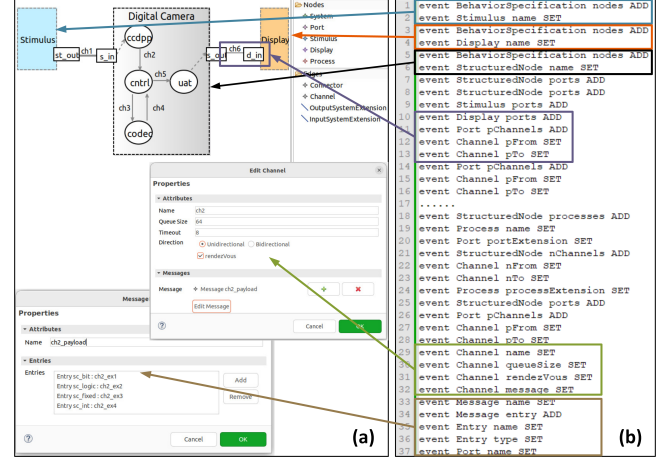 Digital Camera
Stimulus
Display
ccdpp
st_out
ch1
s_in
ch2
s_out
ch6
d_in
cntrl
ch5
uat
ch3
ch4
codec
Nodes
System
Port
Stimulus
Display
Process
Edges
Connector
Channel
OutputSystemExtension
InputSystemExtension
Edit Channel
Properties
Attributes
Name
ch2
Queue Size
64
Timeout
8
Direction
Unidirectional
Bidirectional
rendezVous
Messages
Message
Message ch2_payload
Edit Message
Cancel
OK
Message
Properties
Attributes
Name
ch2_payload
Entries
Entries
Entry sc_bit : ch2_ex1
Entry sc_logic : ch2_ex2
Entry sc_fixed : ch2_ex3
Entry sc_int : ch2_ex4
Add
Remove
Cancel
OK
(a)
1 event BehaviorSpecification nodes ADD
2 event Stimulus name SET
3 event BehaviorSpecification nodes ADD
4 event Display name SET
5 event BehaviorSpecification nodes ADD
6 event StructuredNode name SET
7 event StructuredNode ports ADD
8 event StructuredNode ports ADD
9 event Stimulus ports ADD
10 event Display ports ADD
11 event Port pChannels ADD
12 event Channel pFrom SET
13 event Channel pTo SET
14 event Port pChannels ADD
15 event Channel pFrom SET
16 event Channel pTo SET
17 ......
18 event StructuredNode processes ADD
19 event Process name SET
20 event Port portExtension SET
21 event StructuredNode nChannels ADD
22 event Channel nFrom SET
23 event Channel nTo SET
24 event Process processExtension SET
25 event StructuredNode ports ADD
26 event Port pChannels ADD
27 event Channel pFrom SET
28 event Channel pTo SET
29 event Channel name SET
30 event Channel queueSize SET
31 event Channel rendezVous SET
32 event Channel message SET
33 event Message name SET
34 event Message entry ADD
35 event Entry name SET
36 event Entry type SET
37 event Port name SET
(b)